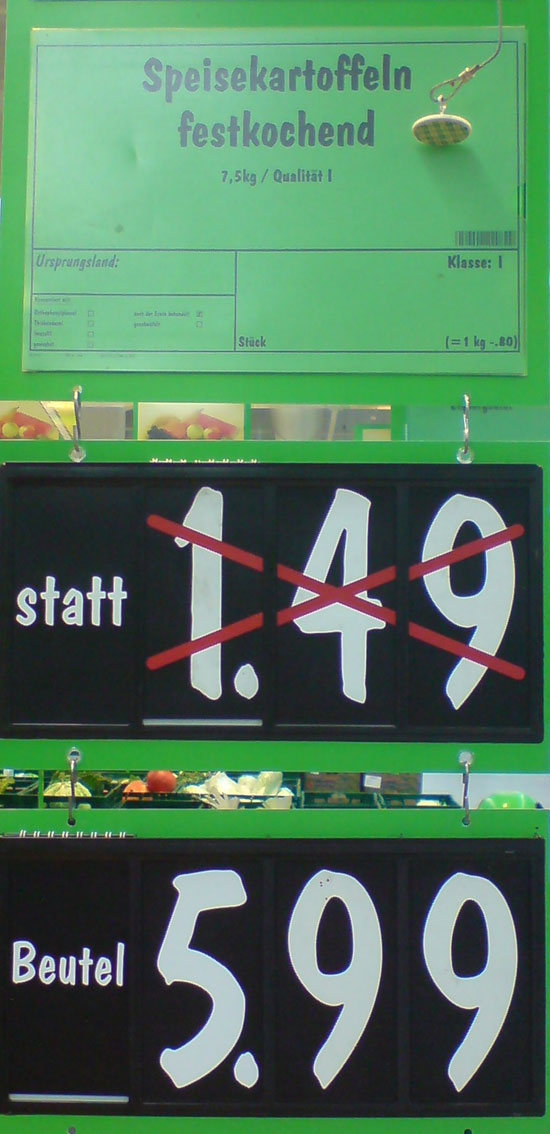 Speisekartoffeln
festkochend
7,5kg / Qualität I
Ursprungsland:
Klasse: I
Stück
(=1 kg -.80)
statt
1.49
Beutel
5.99